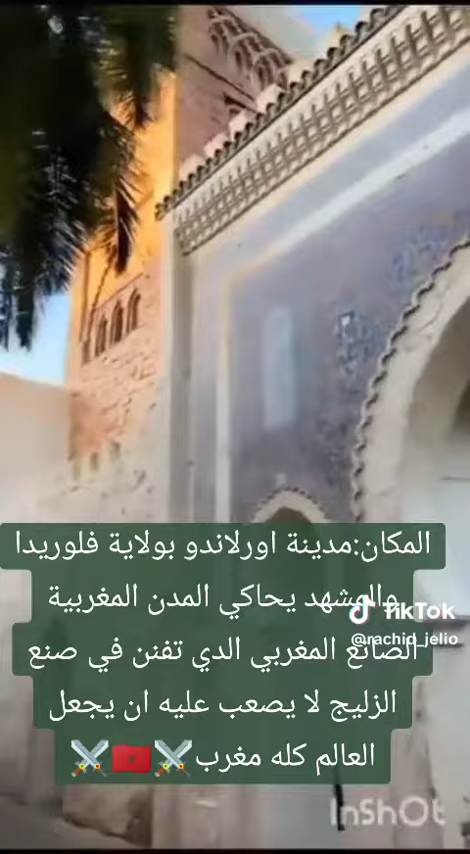 المكان:مدينة اورلاندو بولاية فلوريدا
والمشهد يحاكي المدن المغربية
TikTok
@rachid_jelio
الصانع المغربي الدي تفنن في صنع
الزليج لا يصعب عليه ان يجعل
العالم كله مغرب⚔️🇲🇦⚔️
InShOt